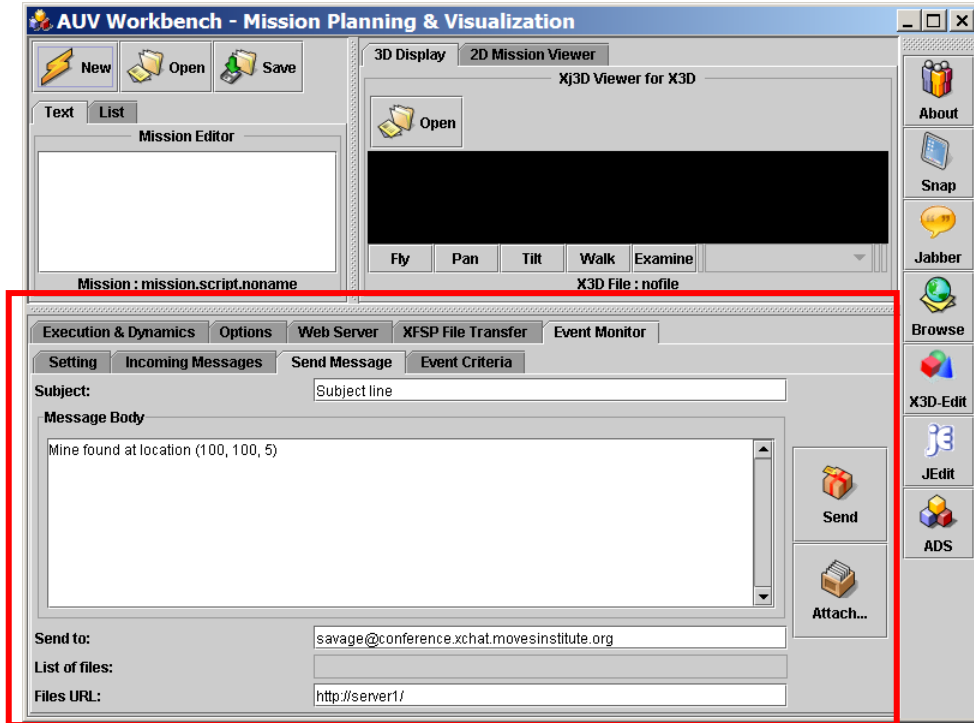 AUV Workbench - Mission Planning & Visualization
New Open Save
Text List
Mission Editor
Mission : mission.script.noname
3D Display 2D Mission Viewer
Xj3D Viewer for X3D
Open
Fly Pan Tilt Walk Examine
X3D File : nofile
About
Snap
Jabber
Browse
X3D-Edit
jE
JEdit
ADS
Execution & Dynamics Options Web Server XFSP File Transfer Event Monitor
Setting Incoming Messages Send Message Event Criteria
Subject: Subject line
Message Body
Mine found at location (100, 100, 5)
Send
Attach...
Send to: savage@conference.xchat.movesinstitute.org
List of files:
Files URL: http://server1/